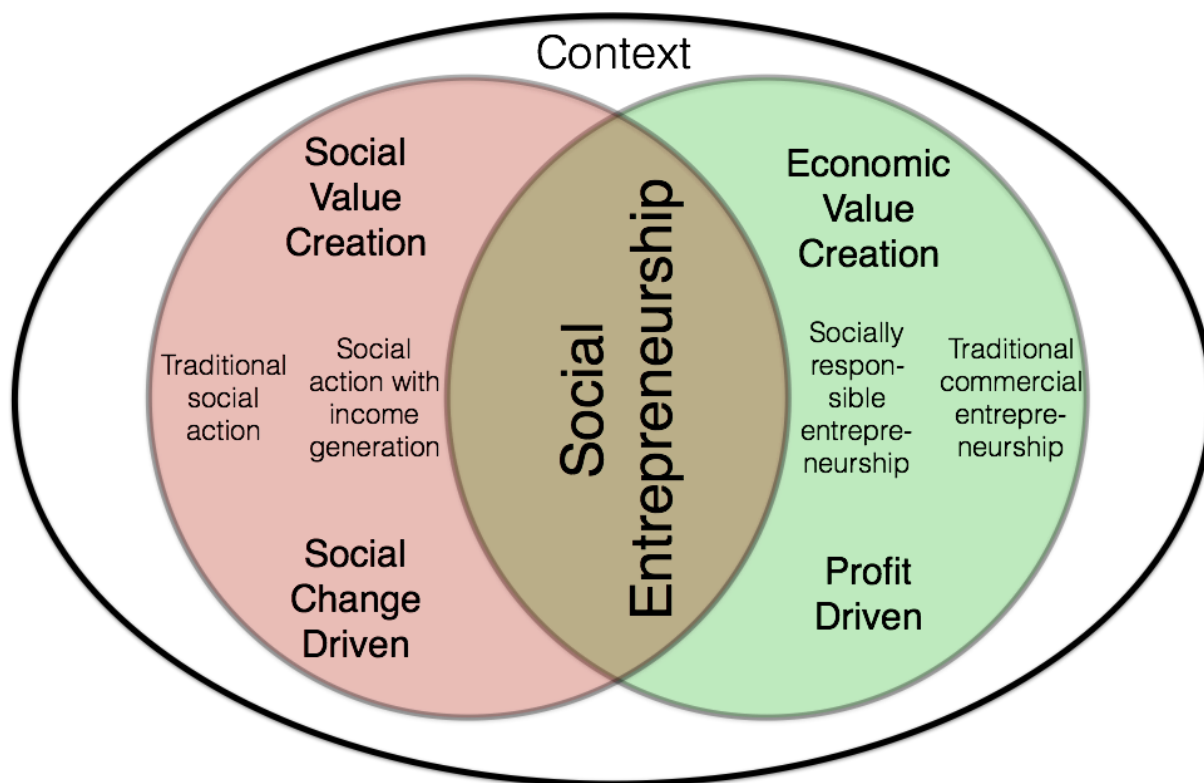 Context
Social
Value
Creation
Traditional
social
action
Social
action with
income
generation
Social
Change
Driven
Social
Entrepreneurship
Economic
Value
Creation
Socially
respon-
sible
entrepre-
neurship
Traditional
commercial
entrepre-
neurship
Profit
Driven